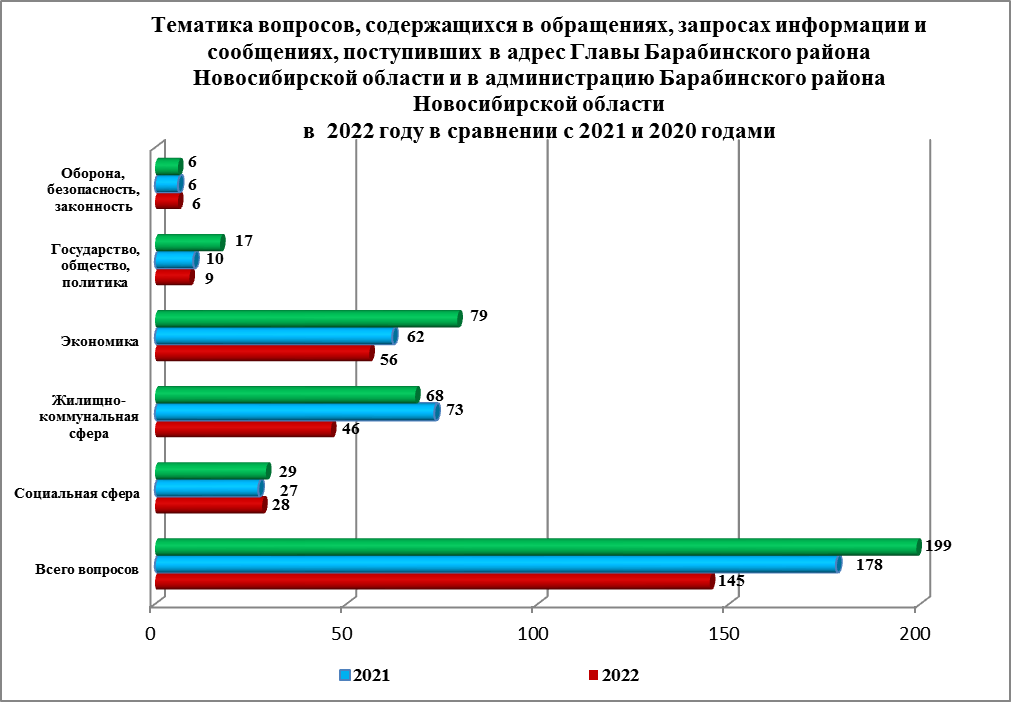 Тематика вопросов, содержащихся в обращениях, запросах информации и
сообщениях, поступивших в адрес Главы Барабинского района
Новосибирской области и в администрацию Барабинского района
Новосибирской области
в 2022 году в сравнении с 2021 и 2020 годами
Оборона,
безопасность,
законность
6
6
6
Государство,
общество,
политика
17
10
9
Экономика
79
62
56
Жилищно-
коммунальная
сфера
68
73
46
Социальная сфера
29
27
28
Всего вопросов
199
178
145
0 50 100 150 200
2021 2022